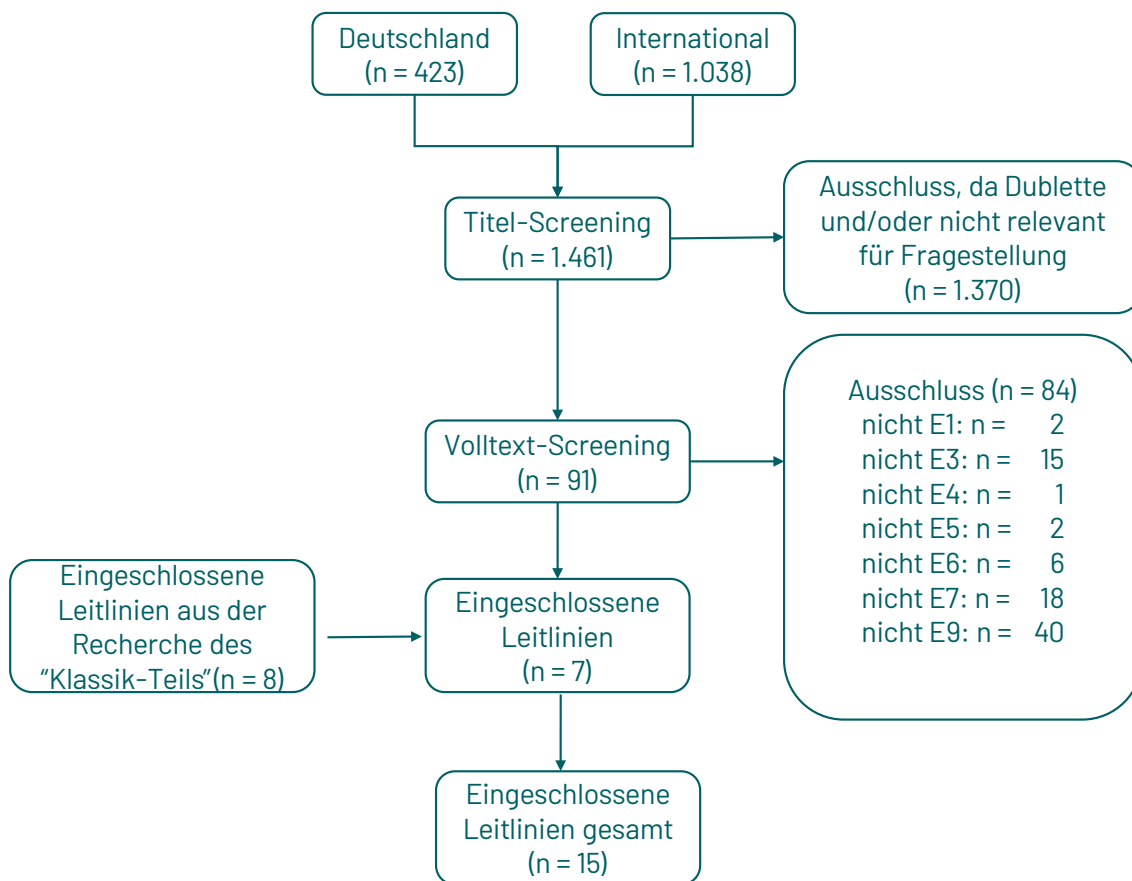 Deutschland
(n = 423)
International
(n = 1.038)
Titel-Screening
(n = 1.461)
Ausschluss, da Dublette
und/oder nicht relevant
für Fragestellung
(n = 1.370)
Volltext-Screening
(n = 91)
Ausschluss (n = 84)
nicht E1: n = 2
nicht E3: n = 15
nicht E4: n = 1
nicht E5: n = 2
nicht E6: n = 6
nicht E7: n = 18
nicht E9: n = 40
Eingeschlossene
Leitlinien aus der
Recherche des
"Klassik-Teils"(n = 8)
Eingeschlossene
Leitlinien
(n = 7)
Eingeschlossene
Leitlinien gesamt
(n = 15)